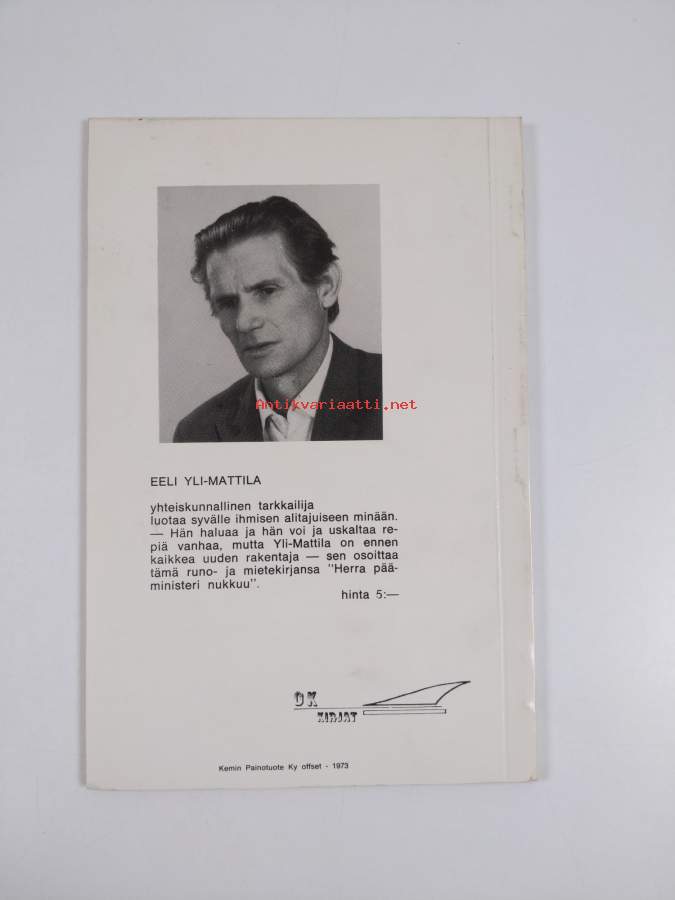 Antikvariaatti.net
EELI YLI-MATTILA
yhteiskunnallinen tarkkailija
luotaa syvälle ihmisen alitajuiseen minään.
— Hän haluaa ja hän voi ja uskaltaa re-
piä vanhaa, mutta Yli-Mattila on ennen
kaikkea uuden rakentaja — sen osoittaa
tämä runo- ja mietekirjansa "Herra pää-
ministeri nukkuu".
hinta 5:—
OK
KIRJAT
Kemin Painotuote Ky offset - 1973